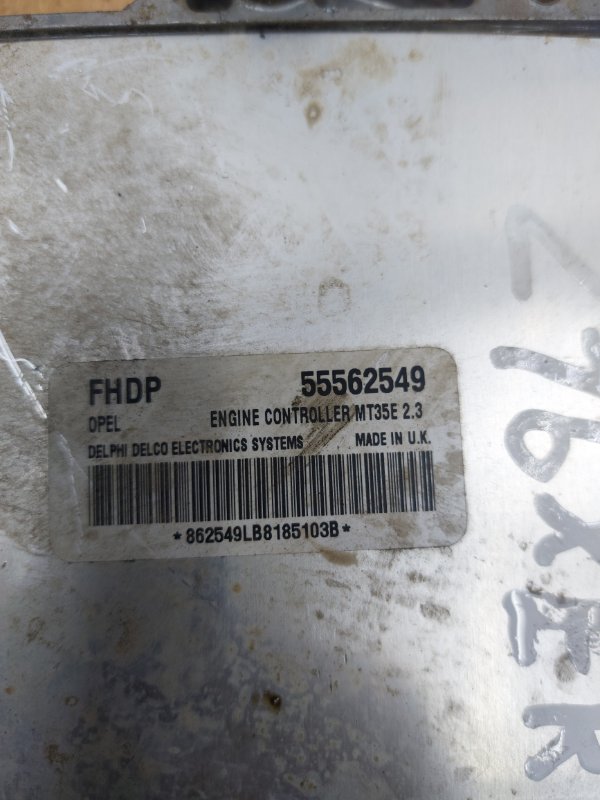 FHDP 55562549
OPEL ENGINE CONTROLLER MT35E 2.3
DELPHI DELCO ELECTRONICS SYSTEMS MADE IN U.K.
*862549LB8185103B*